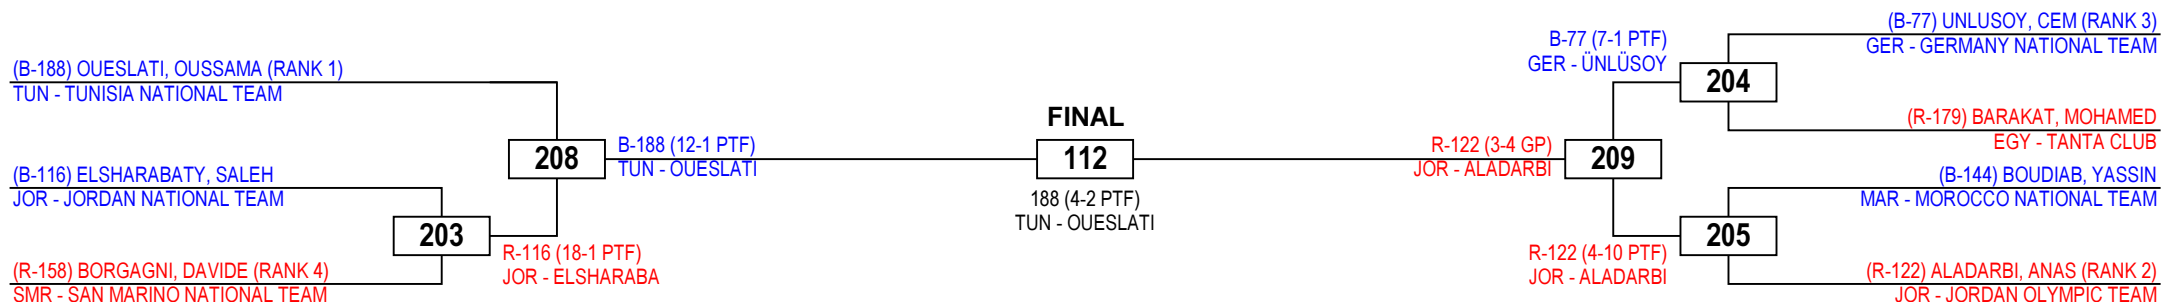 (B-188) OUESLATI, OUSSAMA (RANK 1)
TUN - TUNISIA NATIONAL TEAM
(B-116) ELSHARABATY, SALEH
JOR - JORDAN NATIONAL TEAM
(R-158) BORGAGNI, DAVIDE (RANK 4)
SMR - SAN MARINO NATIONAL TEAM
203
R-116 (18-1 PTF)
JOR - ELSHARABA
208
B-188 (12-1 PTF)
TUN - OUESLATI
FINAL
112
188 (4-2 PTF)
TUN - OUESLATI
R-122 (3-4 GP)
JOR - ALADARBI
209
B-77 (7-1 PTF)
GER - ÜNLÜSOY
204
R-122 (4-10 PTF)
JOR - ALADARBI
205
(B-77) UNLUSOY, CEM (RANK 3)
GER - GERMANY NATIONAL TEAM
(R-179) BARAKAT, MOHAMED
EGY - TANTA CLUB
(B-144) BOUDIAB, YASSIN
MAR - MOROCCO NATIONAL TEAM
(R-122) ALADARBI, ANAS (RANK 2)
JOR - JORDAN OLYMPIC TEAM